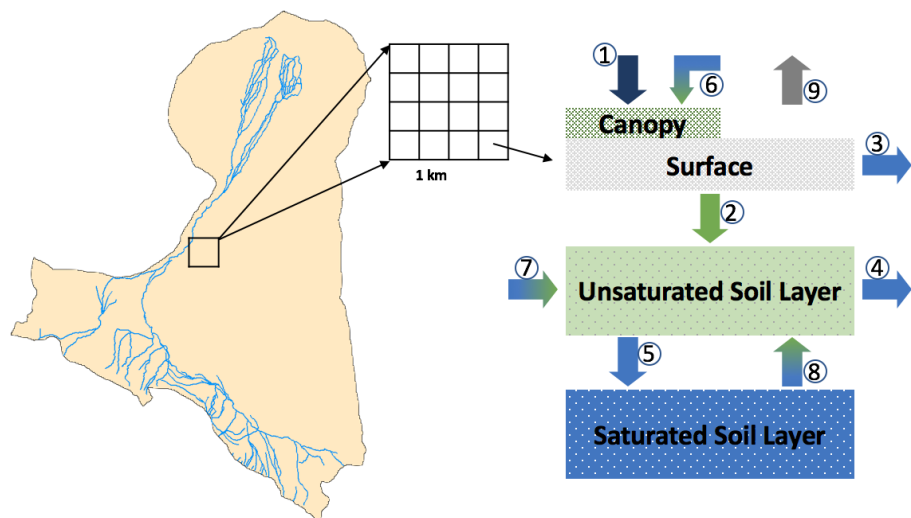 ①
⑥
⑨
Canopy
③
Surface
1 km
②
⑦
④
Unsaturated Soil Layer
⑤
⑧
Saturated Soil Layer